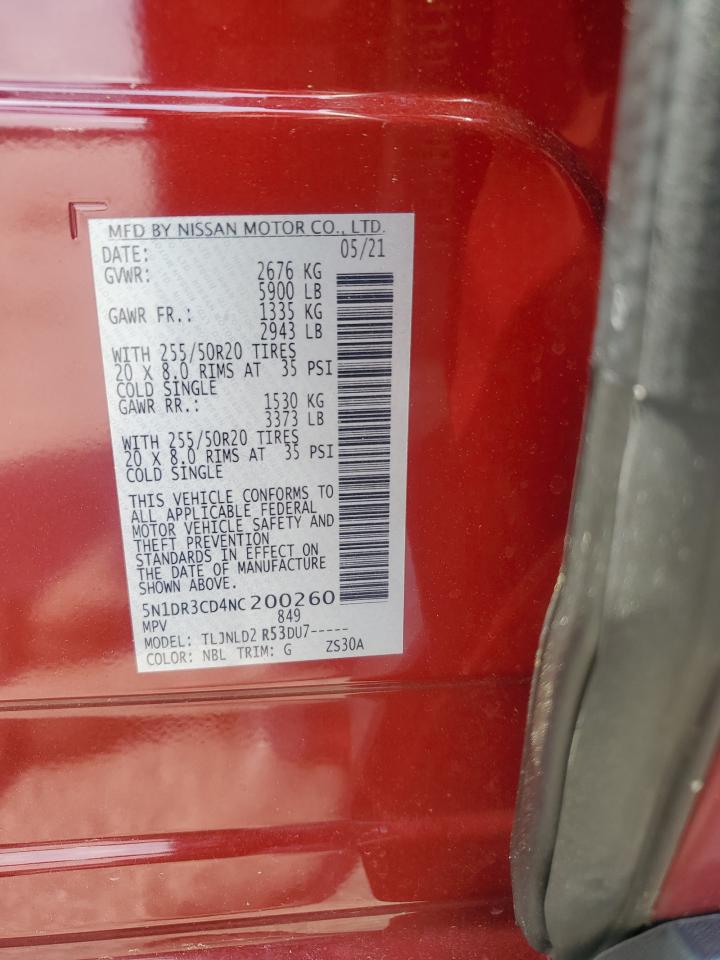 MFD BY NISSAN MOTOR CO., LTD.
DATE: 05/21
GVWR: 2676 KG
5900 LB
GAWR FR.: 1335 KG
2943 LB
WITH 255/50R20 TIRES
20 X 8.0 RIMS AT 35 PSI
COLD SINGLE
GAWR RR.: 1530 KG
3373 LB
WITH 255/50R20 TIRES
20 X 8.0 RIMS AT 35 PSI
COLD SINGLE
THIS VEHICLE CONFORMS TO
ALL APPLICABLE FEDERAL
MOTOR VEHICLE SAFETY AND
THEFT PREVENTION
STANDARDS IN EFFECT ON
THE DATE OF MANUFACTURE
SHOWN ABOVE.
5N1DR3CD4NC200260
MPV 849
MODEL: TLJNLD2 R53DU7-----
COLOR: NBL TRIM: G ZS30A